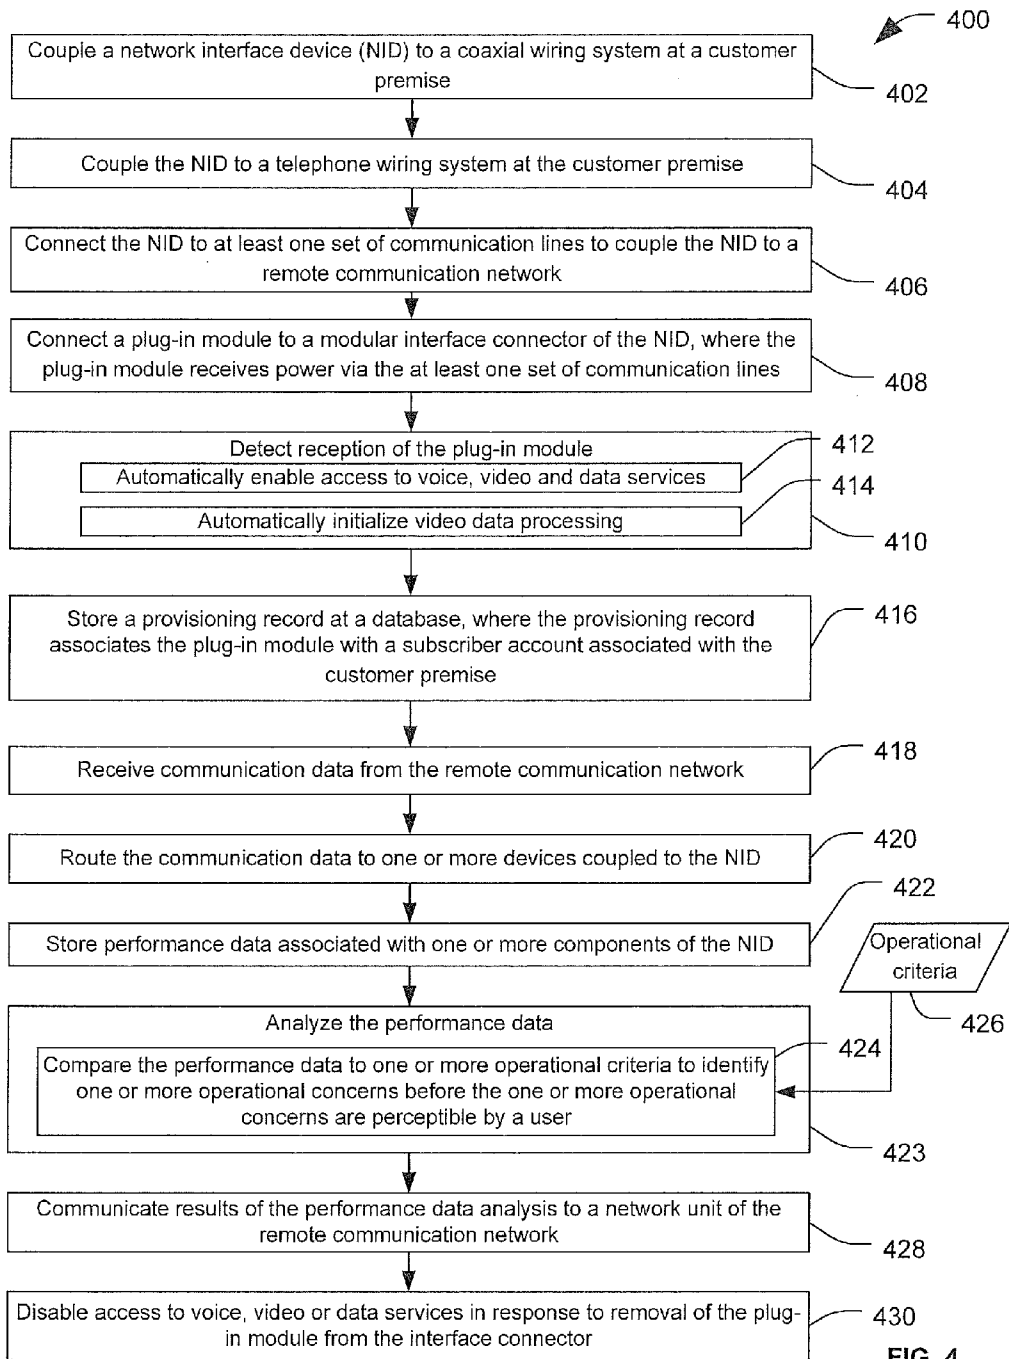 400
Couple a network interface device (NID) to a coaxial wiring system at a customer
premise
402
Couple the NID to a telephone wiring system at the customer premise
404
Connect the NID to at least one set of communication lines to couple the NID to a
remote communication network
406
Connect a plug-in module to a modular interface connector of the NID, where the
plug-in module receives power via the at least one set of communication lines
408
Detect reception of the plug-in module
412
Automatically enable access to voice, video and data services
414
Automatically initialize video data processing
410
Store a provisioning record at a database, where the provisioning record
associates the plug-in module with a subscriber account associated with the
customer premise
416
Receive communication data from the remote communication network
418
Route the communication data to one or more devices coupled to the NID
420
422
Store performance data associated with one or more components of the NID
Operational
criteria
426
Analyze the performance data
424
Compare the performance data to one or more operational criteria to identify
one or more operational concerns before the one or more operational
concerns are perceptible by a user
423
Communicate results of the performance data analysis to a network unit of the
remote communication network
428
Disable access to voice, video or data services in response to removal of the plug-
in module from the interface connector
430
FIG. 4